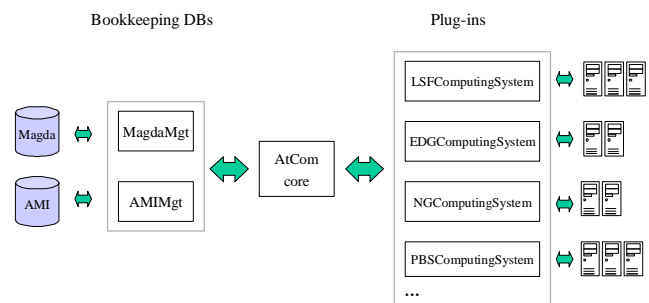 Bookkeeping DBs
Plug-ins
LSFComputingSystem
Magda
MagdaMgt
EDGComputingSystem
AtCom
core
AMI
AMIMgt
NGComputingSystem
PBSComputingSystem
...